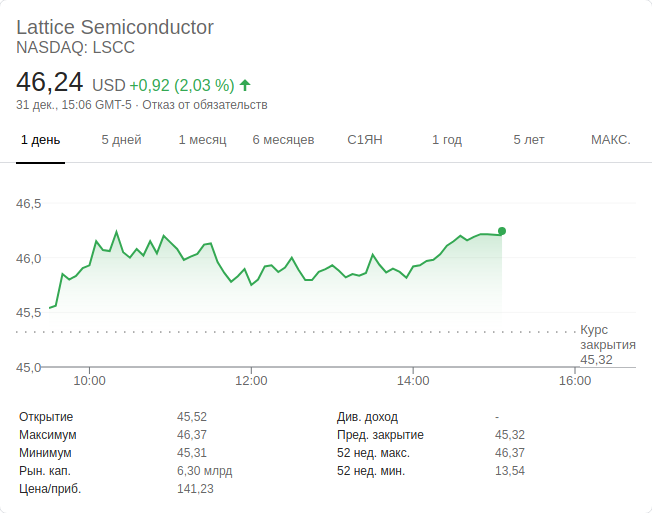 Lattice Semiconductor
NASDAQ: LSCC
46,24 USD +0,92 (2,03 %)
31 дек., 15:06 GMT-5 · Отказ от обязательств
1 день 5 дней 1 месяц 6 месяцев С1ЯН 1 год 5 лет МАКС.
46,5
46,0
45,5
Курс
закрытия
45,32
45,0
10:00 12:00 14:00 16:00
Открытие 45,52 Див. доход -
Максимум 46,37 Пред. закрытие 45,32
Минимум 45,31 52 нед. макс. 46,37
Рын. кап. 6,30 млрд 52 нед. мин. 13,54
Цена/приб. 141,23